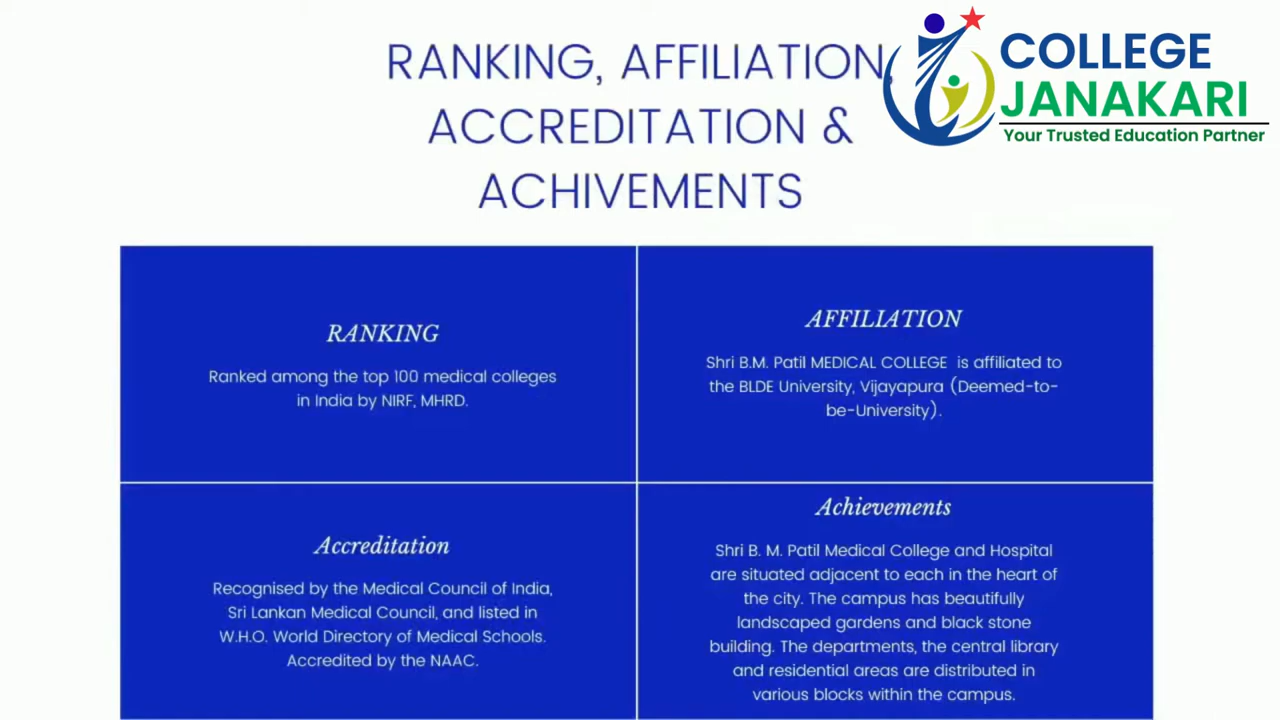 RANKING, AFFILIATION,
ACCREDITATION &
ACHIVEMENTS
COLLEGE
JANAKARI
Your Trusted Education Partner
RANKING
Ranked among the top 100 medical colleges
in India by NIRF, MHRD.
AFFILIATION
Shri B.M. Patil MEDICAL COLLEGE is affiliated to
the BLDE University, Vijayapura (Deemed-to-
be-University).
Accreditation
Recognised by the Medical Council of India,
Sri Lankan Medical Council, and listed in
W.H.O. World Directory of Medical Schools.
Accredited by the NAAC.
Achievements
Shri B. M. Patil Medical College and Hospital
are situated adjacent to each in the heart of
the city. The campus has beautifully
landscaped gardens and black stone
building. The departments, the central library
and residential areas are distributed in
various blocks within the campus.